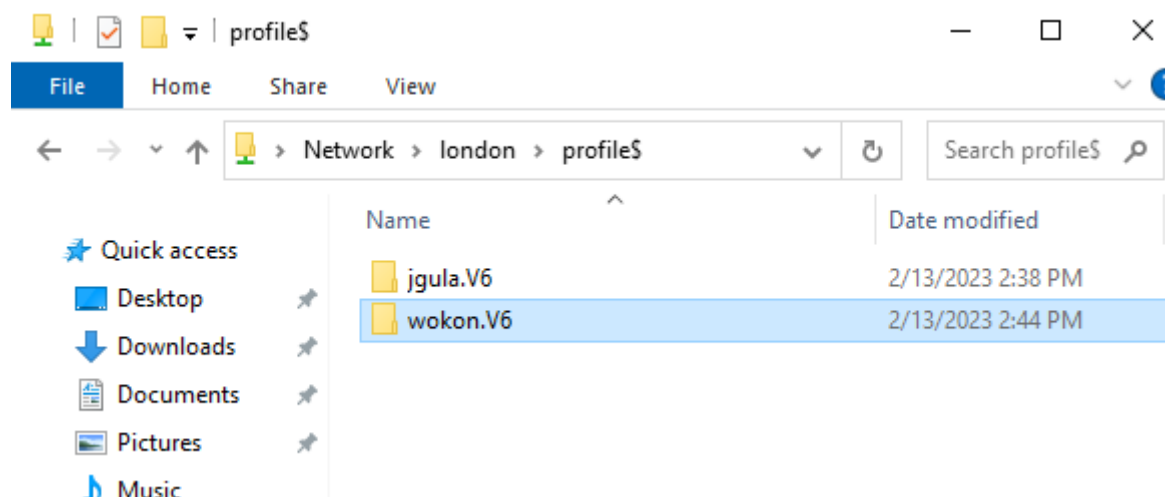 profile$
File Home Share View
Network > london > profile$
Search profile$
Name Date modified
Quick access
Desktop
Downloads
Documents
Pictures
Music
jgula.V6 2/13/2023 2:38 PM
wokon.V6 2/13/2023 2:44 PM